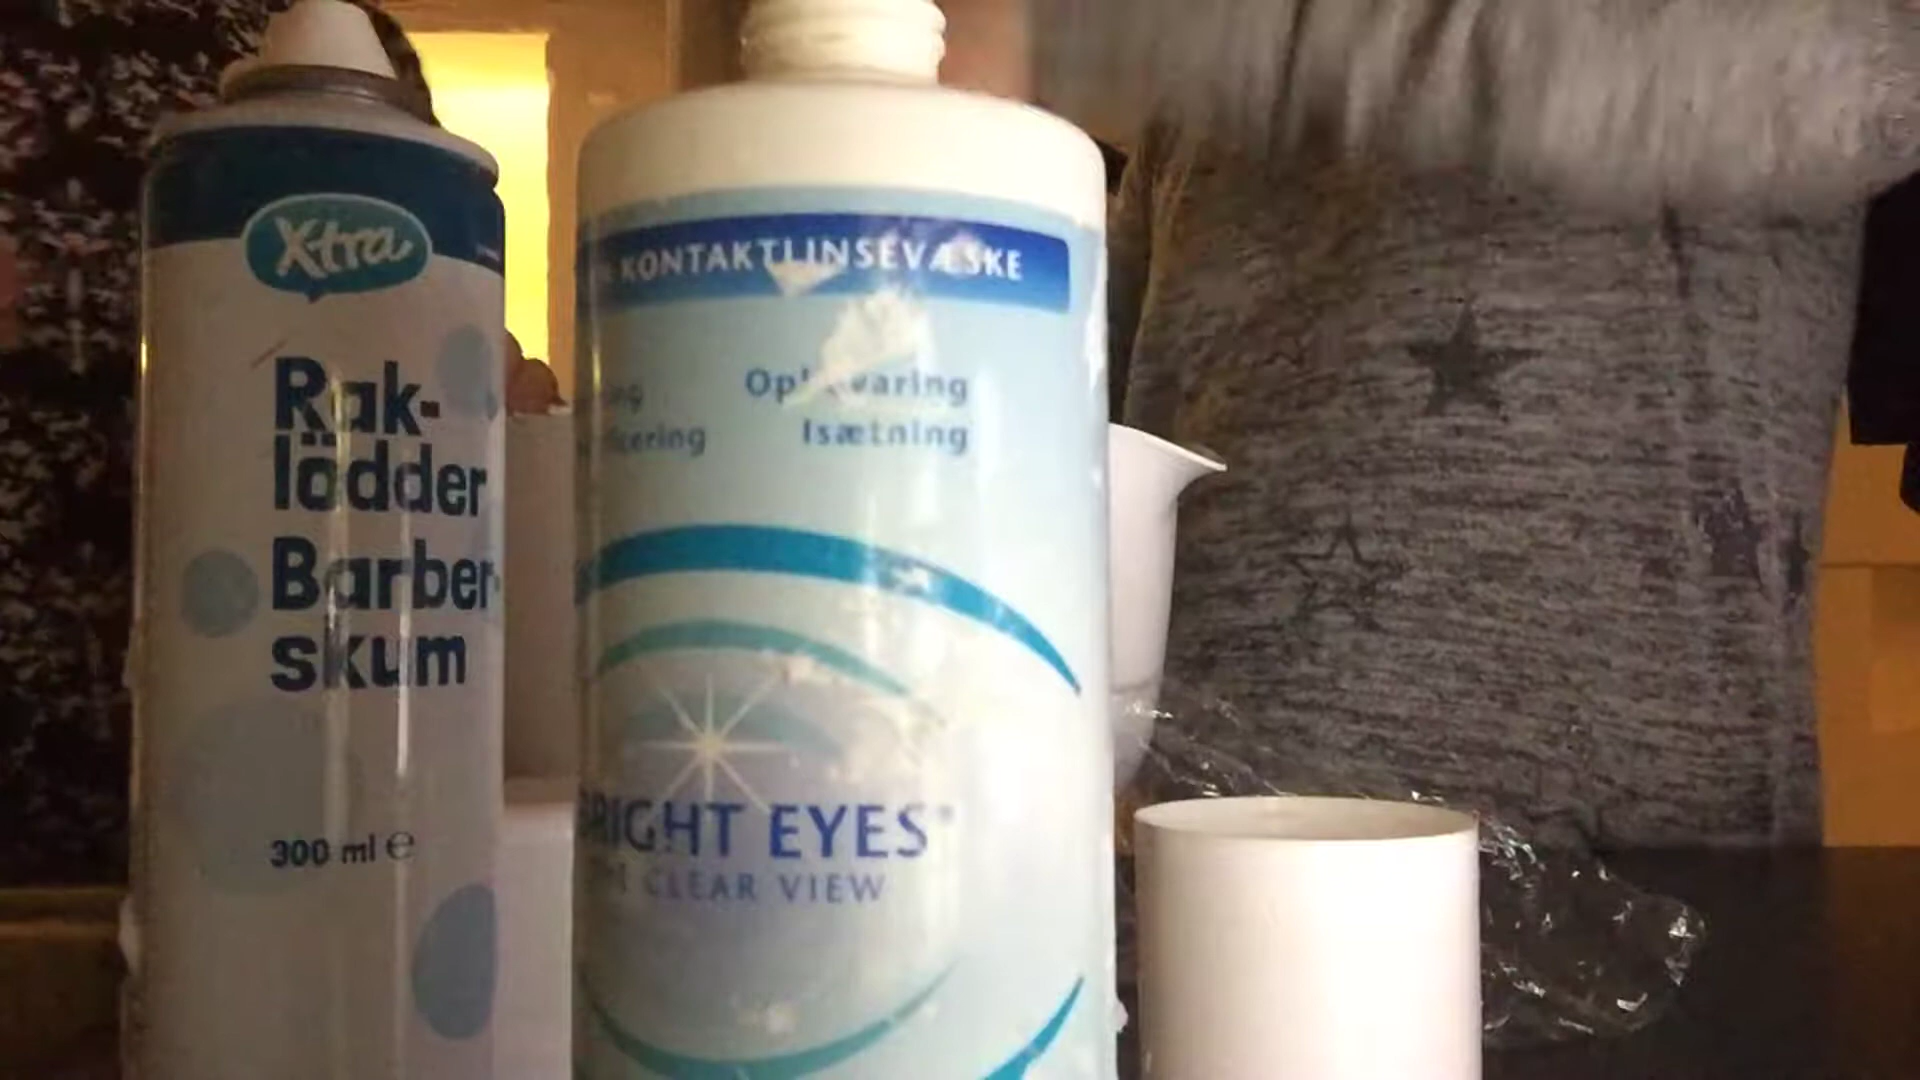 Xtra
Rak-
lödder
Barber-
skum
300 ml e
KONTAKTLINSEVÆSKE
Isætning
BRIGHT EYES
CLEAR VIEW